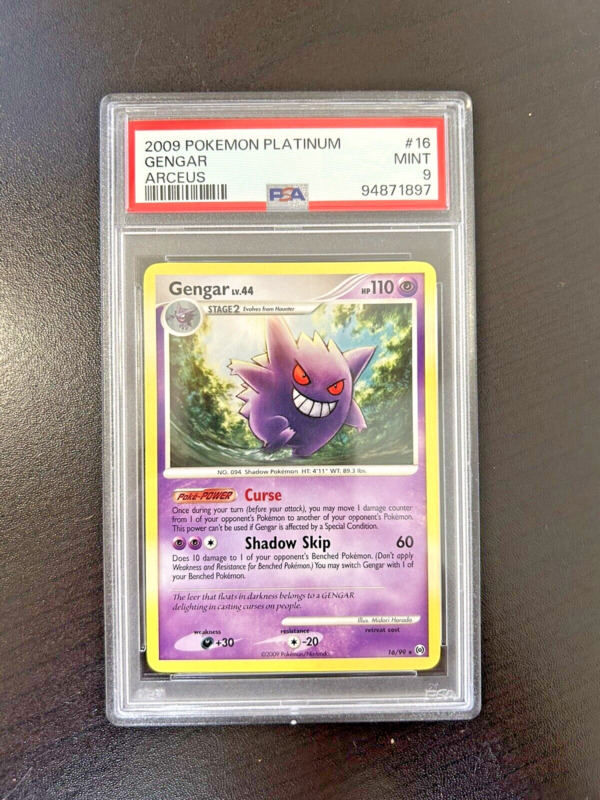 2009 POKEMON PLATINUM #16
GENGAR MINT
ARCEUS 9
PSA 94871897
Gengar LV.44 HP 110
STAGE 2 Evolves from Haunter
NO. 094 Shadow Pokémon HT: 4'11" WT: 89.3 lbs.
Poké-POWER Curse
Once during your turn (before your attack), you may move 1 damage counter
from 1 of your opponent's Pokémon to another of your opponent's Pokémon.
This power can't be used if Gengar is affected by a Special Condition.
Shadow Skip 60
Does 10 damage to 1 of your opponent's Benched Pokémon. (Don't apply
Weakness and Resistance for Benched Pokémon.) You may switch Gengar with 1 of
your Benched Pokémon.
The leer that floats in darkness belongs to a GENGAR
delighting in casting curses on people.
Illus. Midori Harada
weakness resistance retreat cost
+30 -20
©2009 Pokémon/Nintendo 16/99